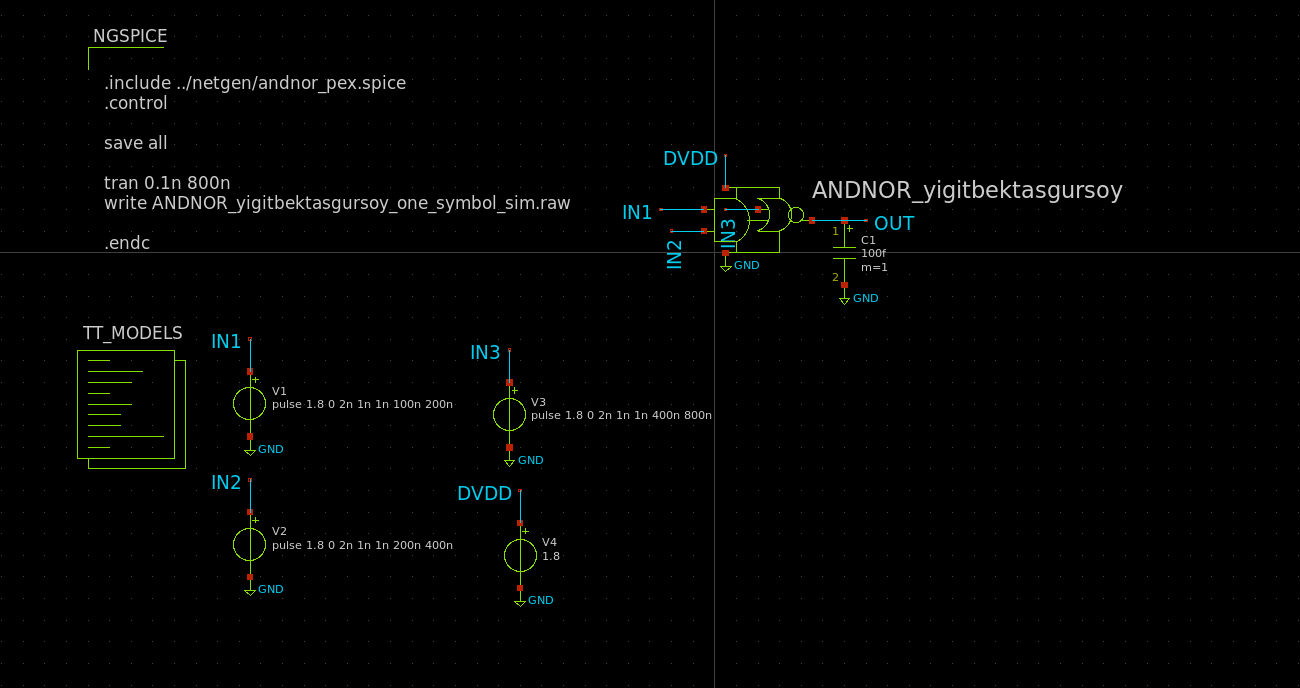 NGSPICE
.include ../netgen/andnor_pex.spice
.control
save all
tran 0.1n 800n
write ANDNOR_yigitbektasgursoy_one_symbol_sim.raw
.endc
DVDD
ANDNOR_yigitbektasgursoy
IN1
IN2
IN3
OUT
GND
1
+
C1
100f
m=1
2
GND
TT_MODELS
IN1
+
V1
pulse 1.8 0 2n 1n 1n 100n 200n
GND
IN3
+
V3
pulse 1.8 0 2n 1n 1n 400n 800n
GND
IN2
+
V2
pulse 1.8 0 2n 1n 1n 200n 400n
GND
DVDD
+
V4
1.8
GND